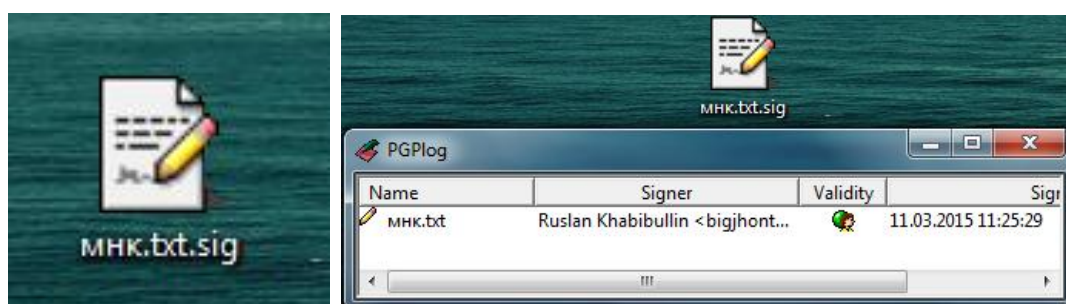 мнк.txt.sig
мнк.txt.sig
PGPlog
Name Signer Validity Sigr
мнк.txt Ruslan Khabibullin <bigjhont... 11.03.2015 11:25:29